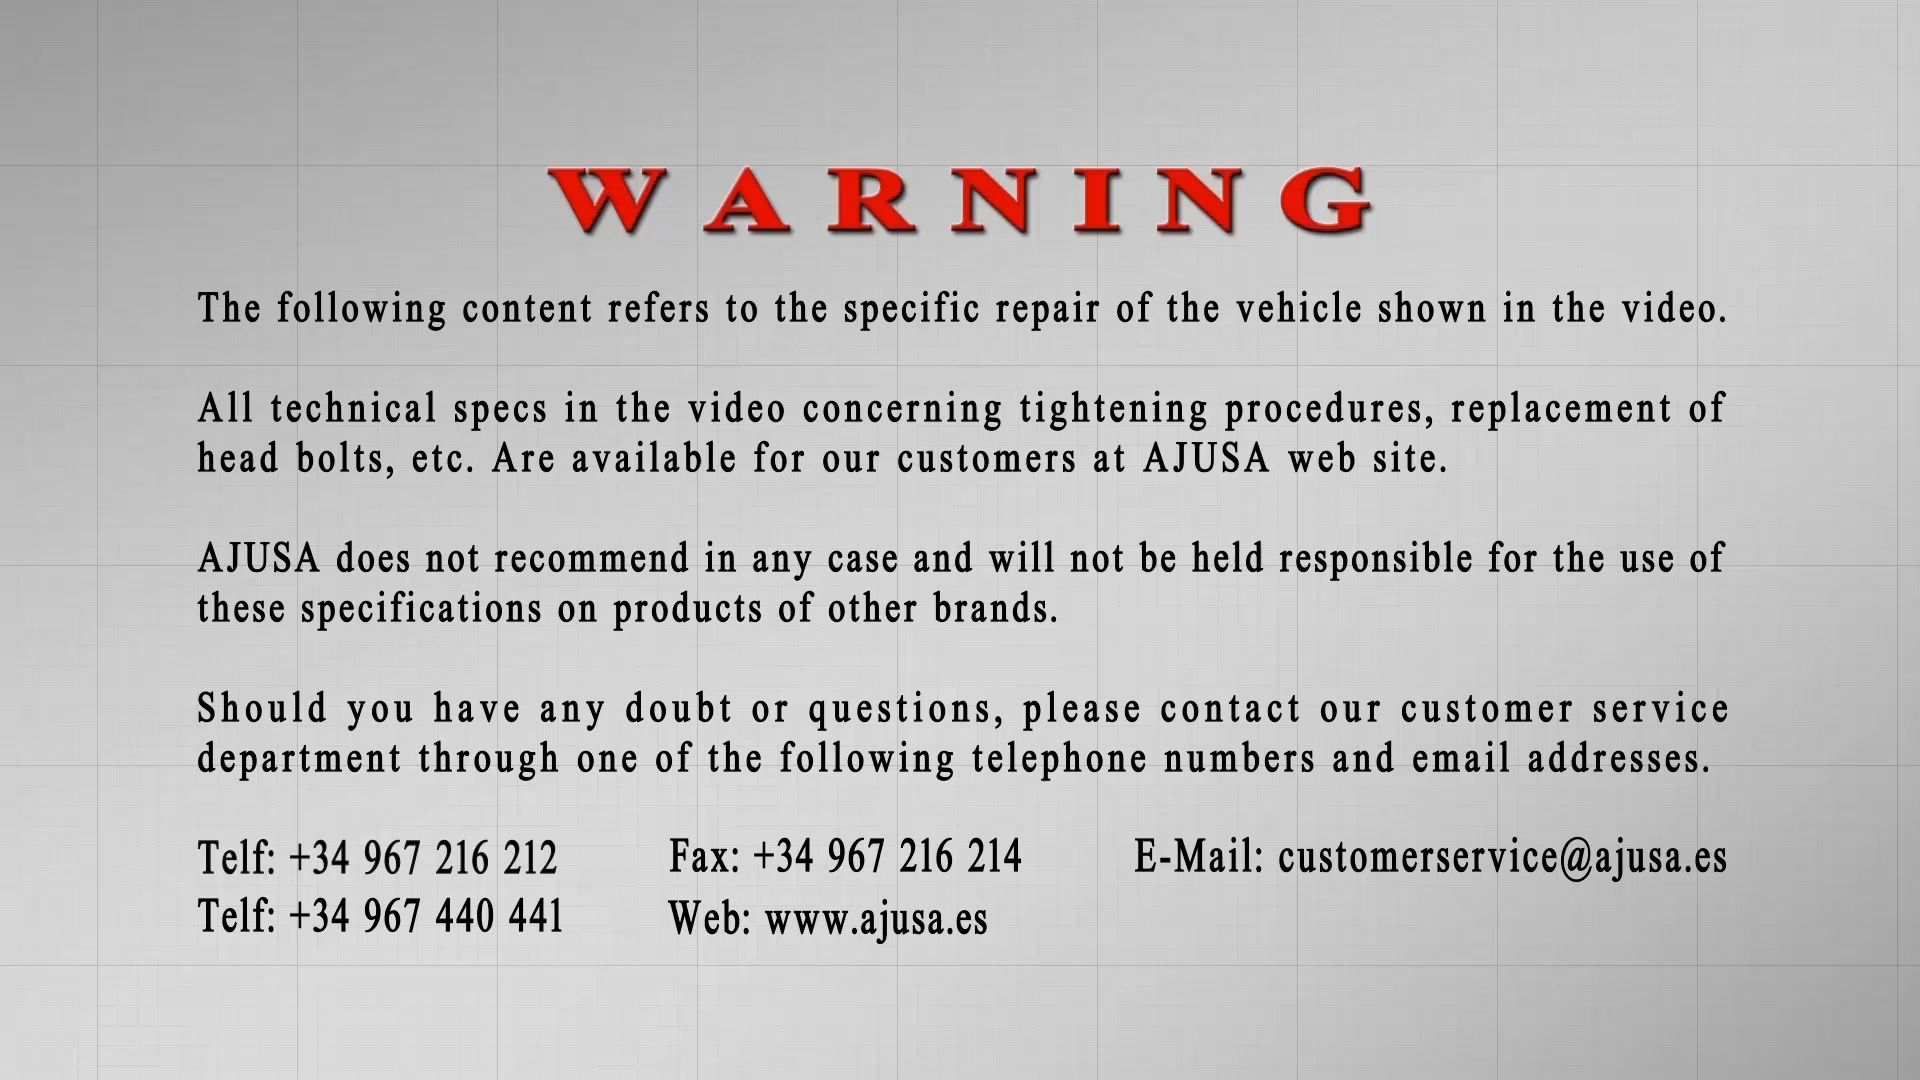 WARNING
The following content refers to the specific repair of the vehicle shown in the video.
All technical specs in the video concerning tightening procedures, replacement of
head bolts, etc. Are available for our customers at AJUSA web site.
AJUSA does not recommend in any case and will not be held responsible for the use of
these specifications on products of other brands.
Should you have any doubt or questions, please contact our customer service
department through one of the following telephone numbers and email addresses.
Telf: +34 967 216 212
Fax: +34 967 216 214
E-Mail: customerservice@ajusa.es
Telf: +34 967 440 441
Web: www.ajusa.es